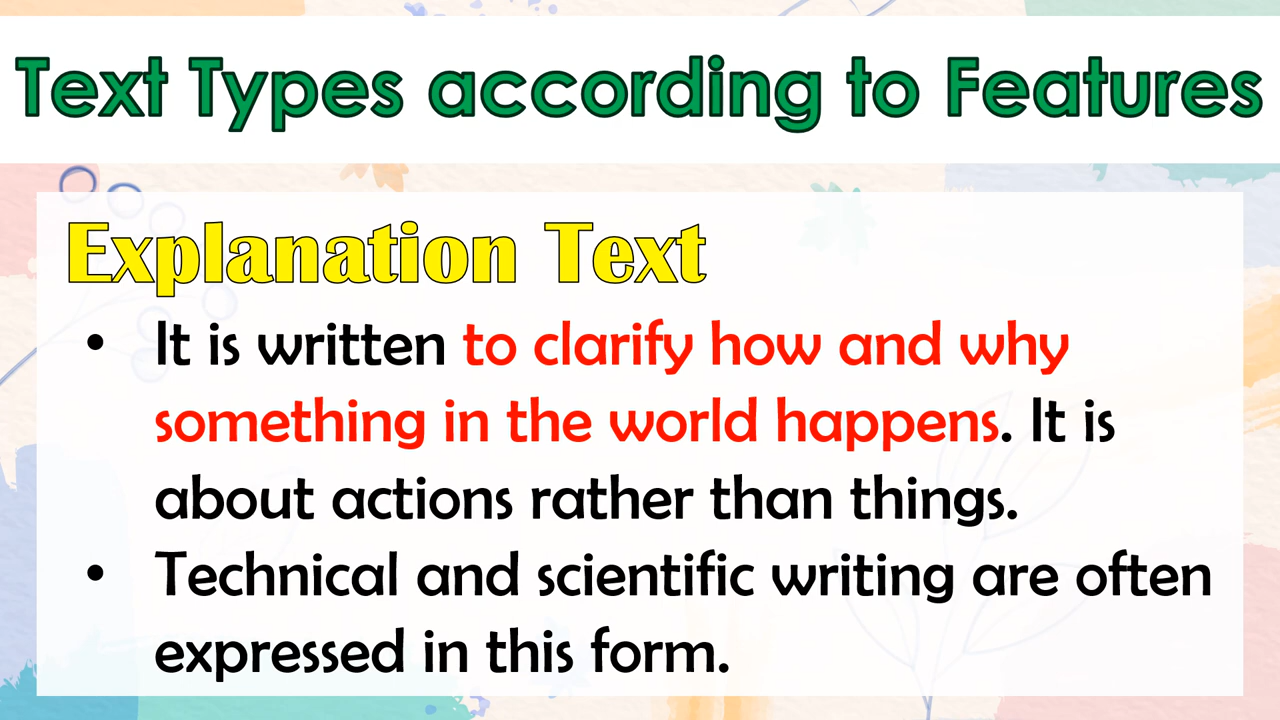 Text Types according to Features
Explanation Text
• It is written to clarify how and why
something in the world happens. It is
about actions rather than things.
• Technical and scientific writing are often
expressed in this form.